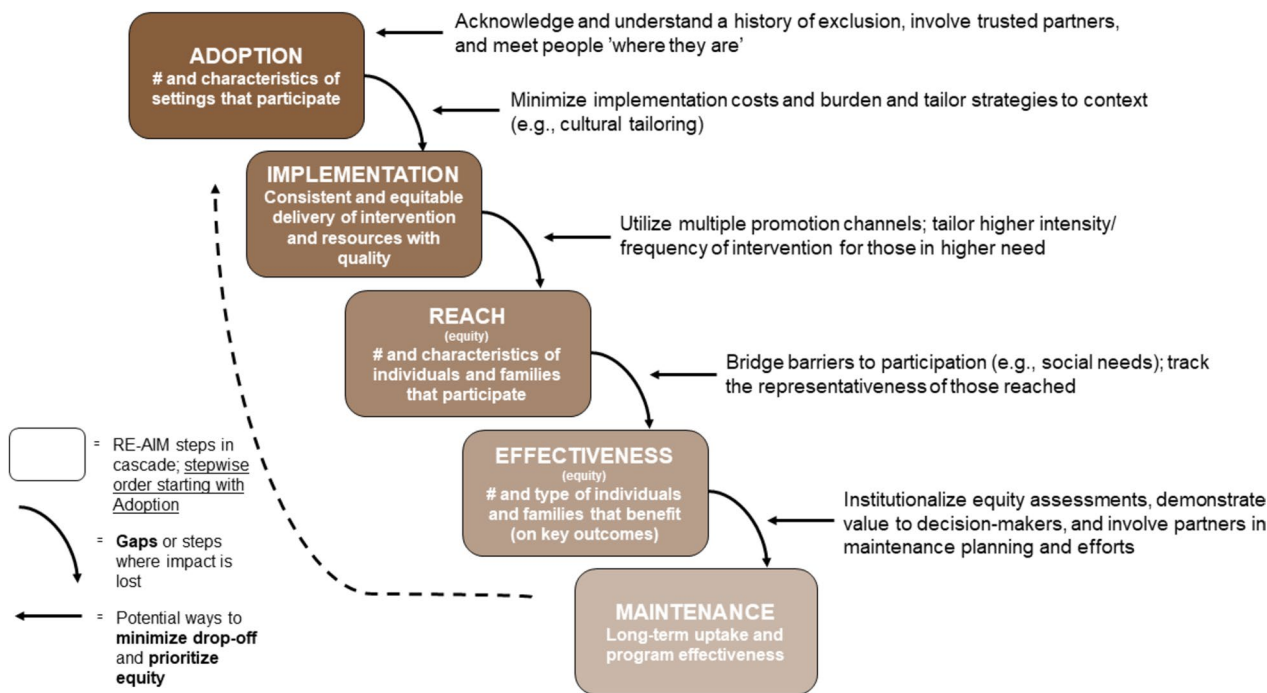 ADOPTION
# and characteristics of
settings that participate
Acknowledge and understand a history of exclusion, involve trusted partners,
and meet people 'where they are'
Minimize implementation costs and burden and tailor strategies to context
(e.g., cultural tailoring)
IMPLEMENTATION
Consistent and equitable
delivery of intervention
and resources with
quality
Utilize multiple promotion channels; tailor higher intensity/
frequency of intervention for those in higher need
REACH
(equity)
# and characteristics of
individuals and families
that participate
Bridge barriers to participation (e.g., social needs); track
the representativeness of those reached
EFFECTIVENESS
(equity)
# and type of individuals
and families that benefit
(on key outcomes)
Institutionalize equity assessments, demonstrate
value to decision-makers, and involve partners in
maintenance planning and efforts
MAINTENANCE
Long-term uptake and
program effectiveness
= RE-AIM steps in
cascade; stepwise
order starting with
Adoption
= Gaps or steps
where impact is
lost
= Potential ways to
minimize drop-off
and prioritize
equity